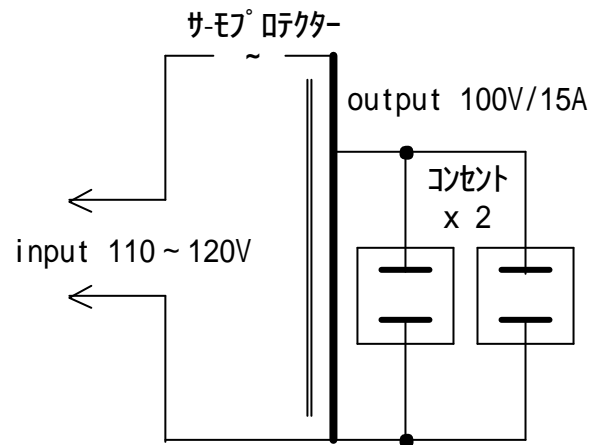 サーモプロテクター
~
output 100V/15A
コンセント
x 2
input 110～120V